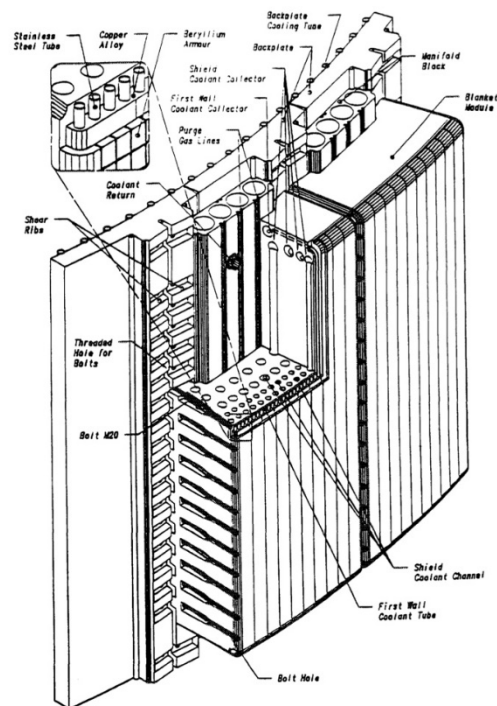 Stainless
Steel Tube
Copper
Alloy
Beryllium
Armour
Backplate
Cooling Tube
Backplate
Shield
Coolant Collector
First Wall
Coolant Collector
Purge
Gas Lines
Manifold
Block
Blanket
Module
Coolant
Return
Shear
Ribs
Threaded
Hole for
Bolts
Bolt M20
Shield
Coolant Channel
First Wall
Coolant Tube
Bolt Hole